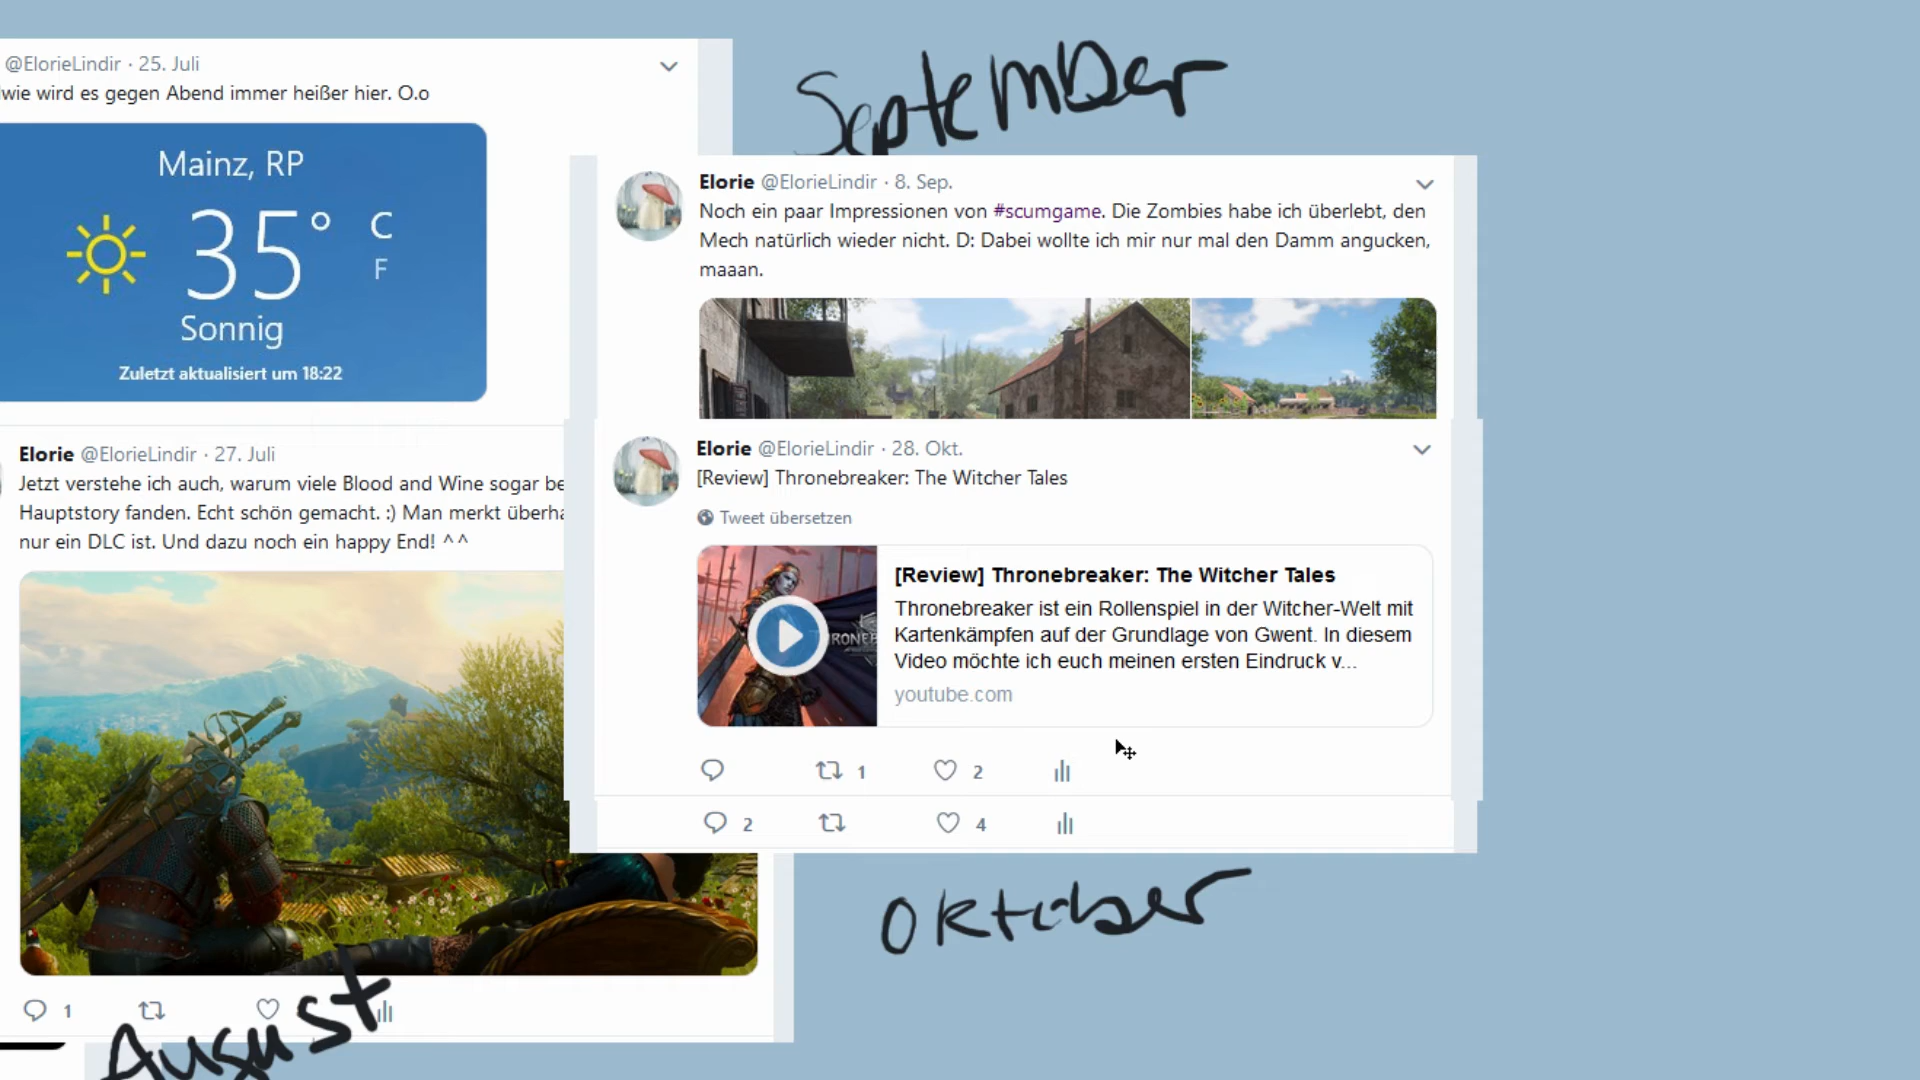 @ElorieLindir · 25. Juli
wie wird es gegen Abend immer heißer hier. O.o
Mainz, RP
35° C
F
Sonnig
Zuletzt aktualisiert um 18:22
Elorie @ElorieLindir · 27. Juli
Jetzt verstehe ich auch, warum viele Blood and Wine sogar be
Hauptstory fanden. Echt schön gemacht. :) Man merkt überha
nur ein DLC ist. Und dazu noch ein happy End! ^^
1
August
September
Elorie @ElorieLindir · 8. Sep.
Noch ein paar Impressionen von #scumgame. Die Zombies habe ich überlebt, den
Mech natürlich wieder nicht. D: Dabei wollte ich mir nur mal den Damm angucken,
maaan.
Elorie @ElorieLindir · 28. Okt.
[Review] Thronebreaker: The Witcher Tales
Tweet übersetzen
[Review] Thronebreaker: The Witcher Tales
Thronebreaker ist ein Rollenspiel in der Witcher-Welt mit
Kartenkämpfen auf der Grundlage von Gwent. In diesem
Video möchte ich euch meinen ersten Eindruck v...
youtube.com
1 2
2 4
Oktober